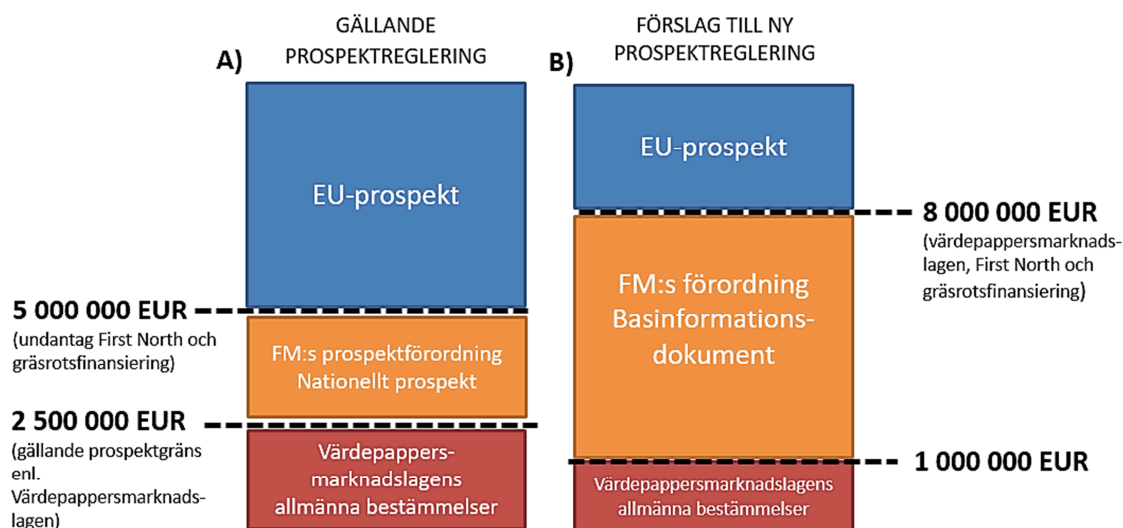 GÄLLANDE
PROSPEKTREGLERING
A)
EU-prospekt
5 000 000 EUR
(undantag First North och
gräsrotsfinansiering)
FM:s prospektförordning
Nationellt prospekt
2 500 000 EUR
(gällande prospektgräns
enl.
Värdepappersmarknads-
lagen)
Värdepappers-
marknadslagens
allmänna bestämmelser
FÖRSLAG TILL NY
PROSPEKTREGLERING
B)
EU-prospekt
8 000 000 EUR
(värdepappersmarknads-
lagen, First North och
gräsrotsfinansiering)
FM:s förordning
Basinformations-
dokument
1 000 000 EUR
Värdepappersmarknadslagens
allmänna bestämmelser